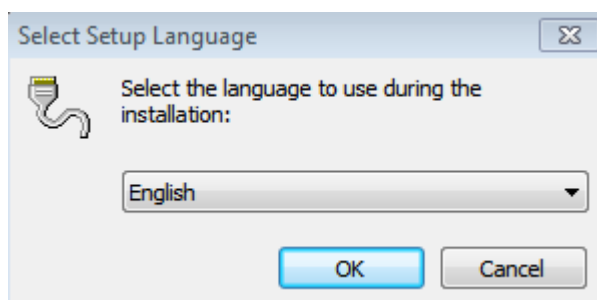 Select Setup Language
Select the language to use during the
installation:
English
OK
Cancel